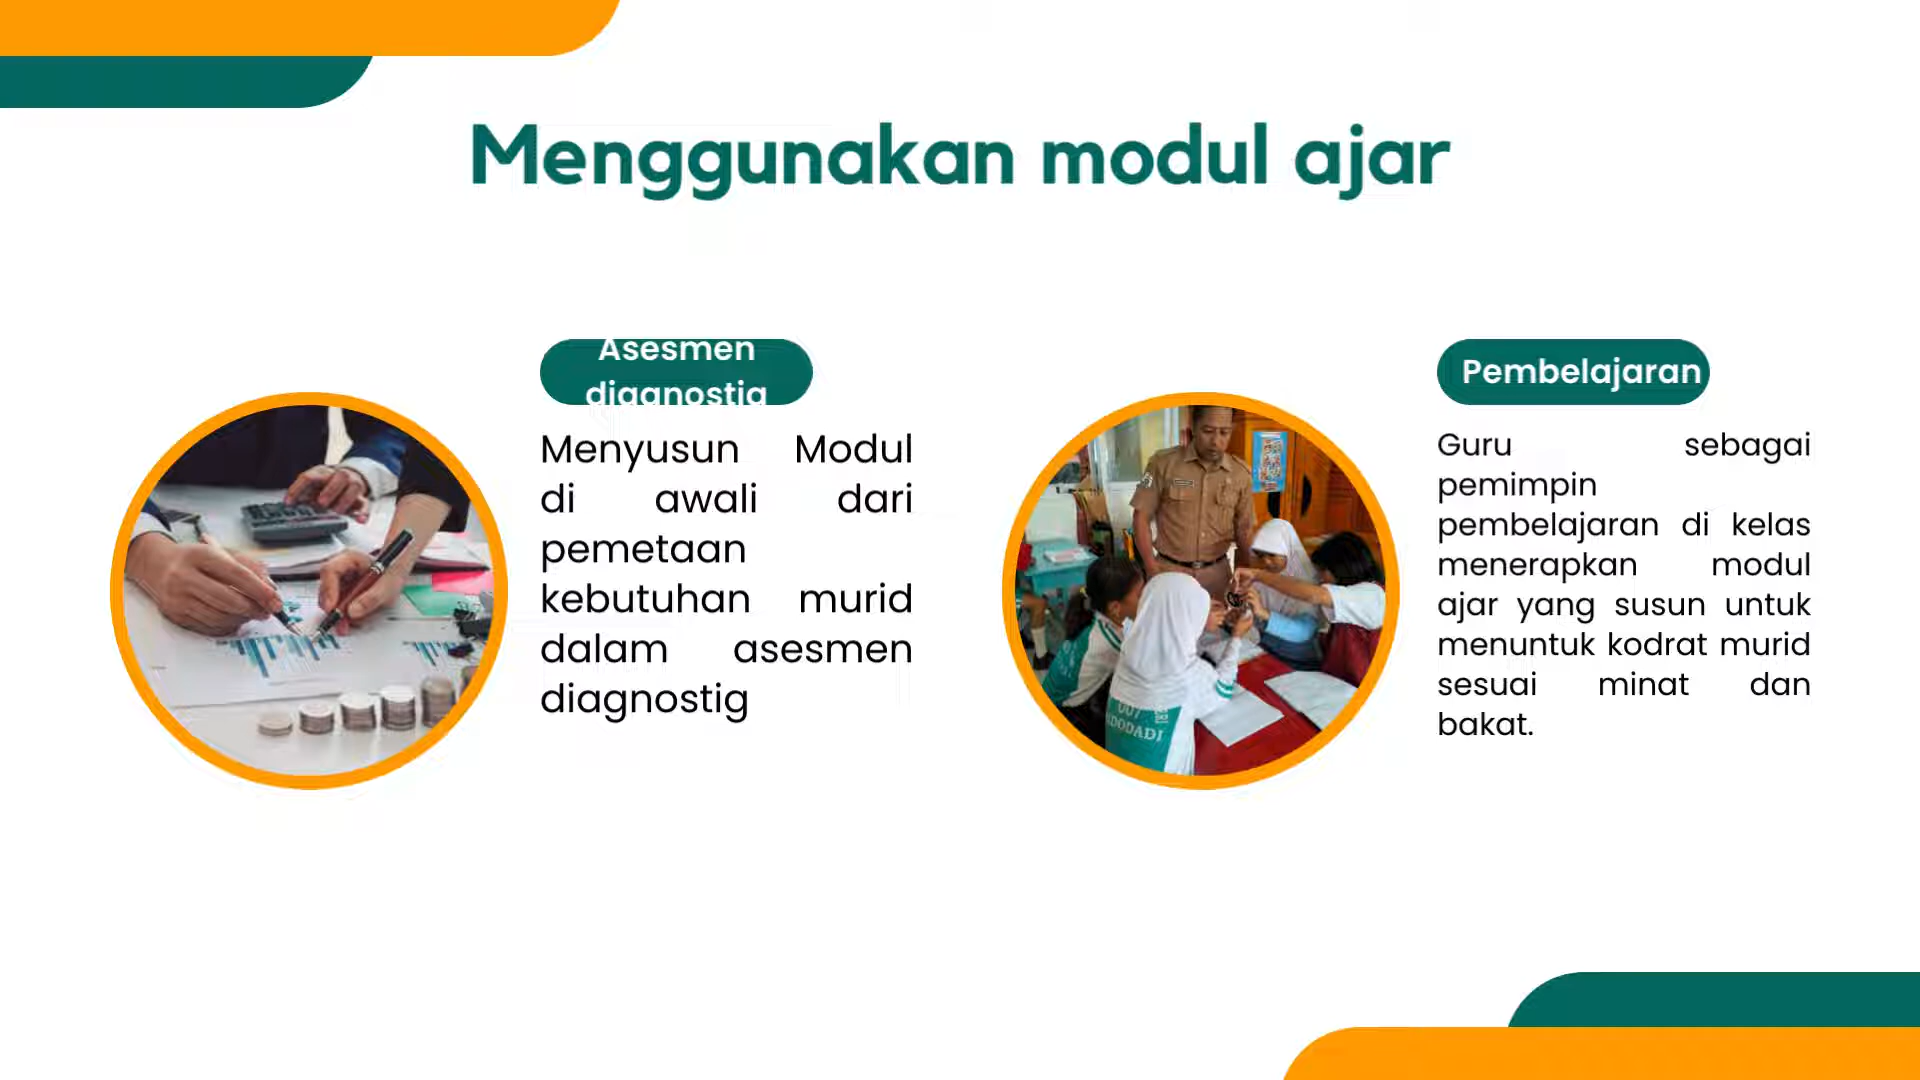 Menggunakan modul ajar
Asesmen
diagnostig
Menyusun Modul
di awali dari
pemetaan
kebutuhan murid
dalam asesmen
diagnostig
Pembelajaran
Guru sebagai
pemimpin
pembelajaran di kelas
menerapkan modul
ajar yang susun untuk
menuntuk kodrat murid
sesuai minat dan
bakat.